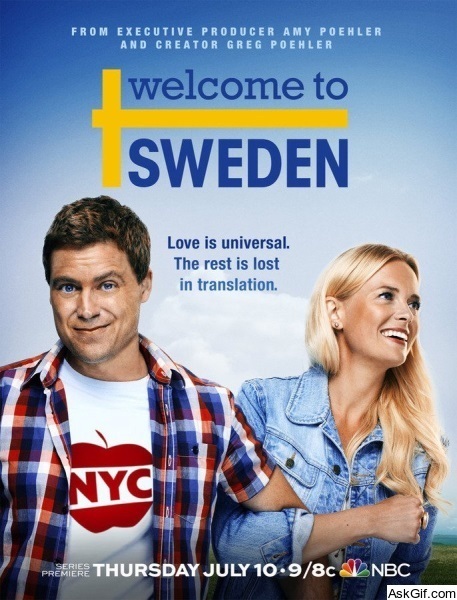 FROM EXECUTIVE PRODUCER AMY POEHLER
AND CREATOR GREG POEHLER
welcome to
SWEDEN
Love is universal.
The rest is lost
in translation.
NYC
SERIES
PREMIERE THURSDAY JULY 10 • 9/8c NBC
AskGif.com